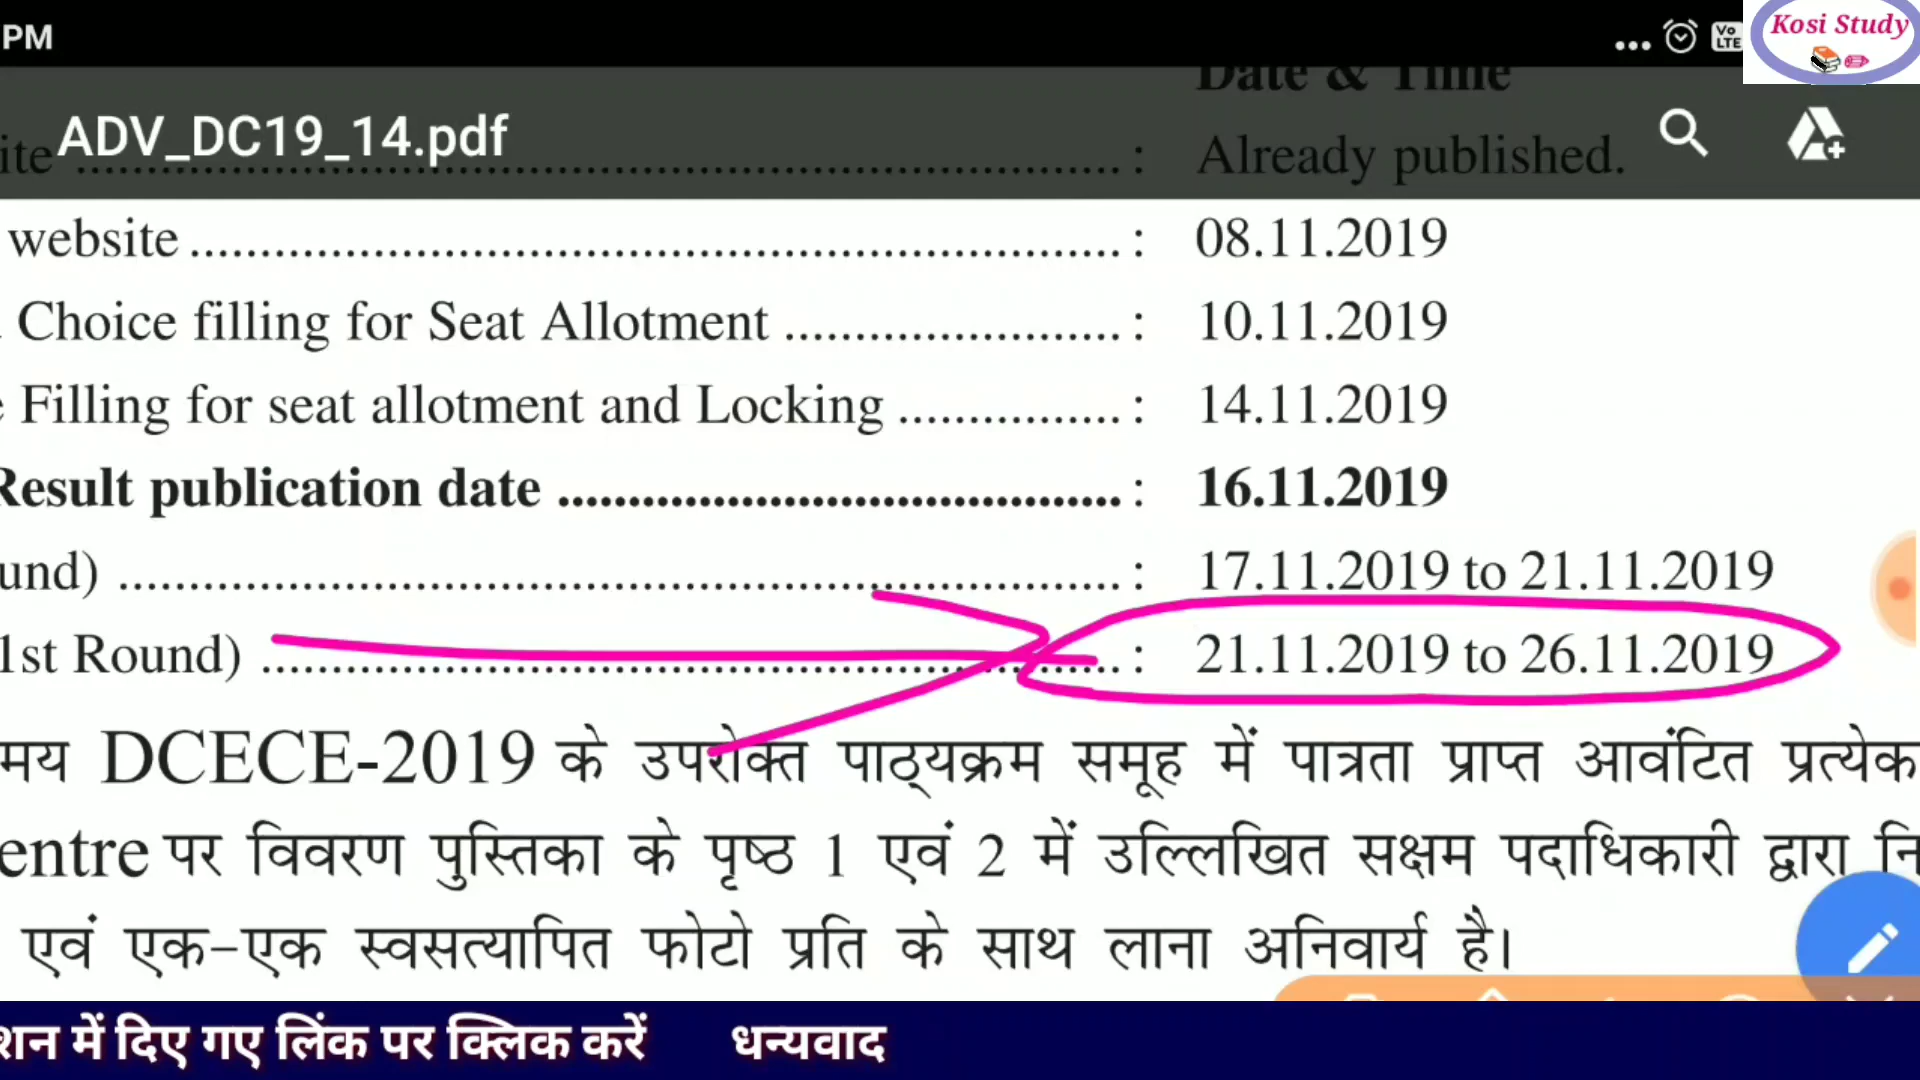 PM
Kosi Study
Date & Time
ADV_DC19_14.pdf
ite : Already published.
website : 08.11.2019
Choice filling for Seat Allotment : 10.11.2019
Filling for seat allotment and Locking : 14.11.2019
Result publication date : 16.11.2019
und) : 17.11.2019 to 21.11.2019
1st Round) : 21.11.2019 to 26.11.2019
मय DCECE-2019 के उपरोक्त पाठ्यक्रम समूह में पात्रता प्राप्त आवंटित प्रत्येक
entre पर विवरण पुस्तिका के पृष्ठ 1 एवं 2 में उल्लिखित सक्षम पदाधिकारी द्वारा नि
एवं एक-एक स्वसत्यापित फोटो प्रति के साथ लाना अनिवार्य है।
शन में दिए गए लिंक पर क्लिक करें धन्यवाद